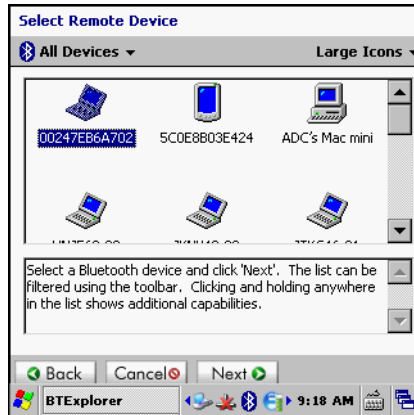 Select Remote Device
All Devices
Large Icons
00247EB6A702
5C0E8B03E424
ADC's Mac mini
Select a Bluetooth device and click 'Next'. The list can be
filtered using the toolbar. Clicking and holding anywhere
in the list shows additional capabilities.
Back
Cancel
Next
BTExplorer
9:18 AM